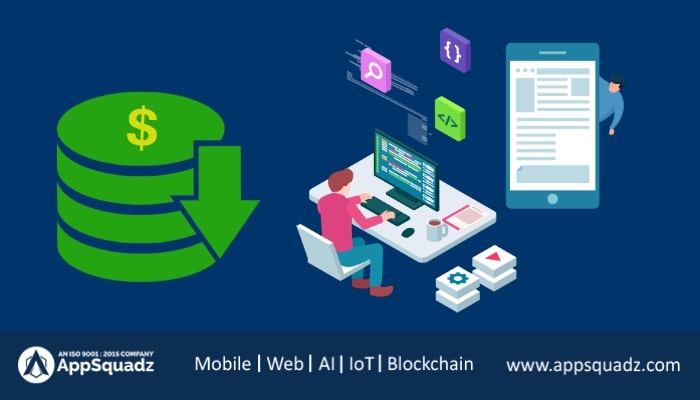 $
{ }
</>
AN ISO 9001 : 2015 COMPANY
AppSquadz
Mobile | Web | AI | IoT | Blockchain
www.appsquadz.com